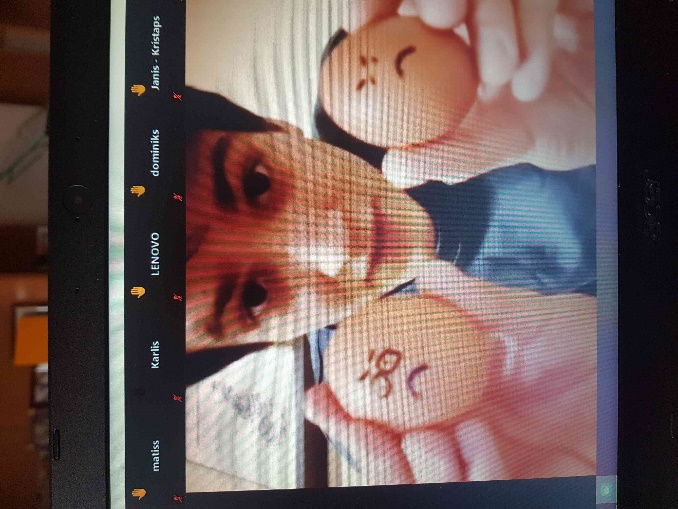 matiss
Karlis
LENOVO
dominiks
Janis - Kristaps